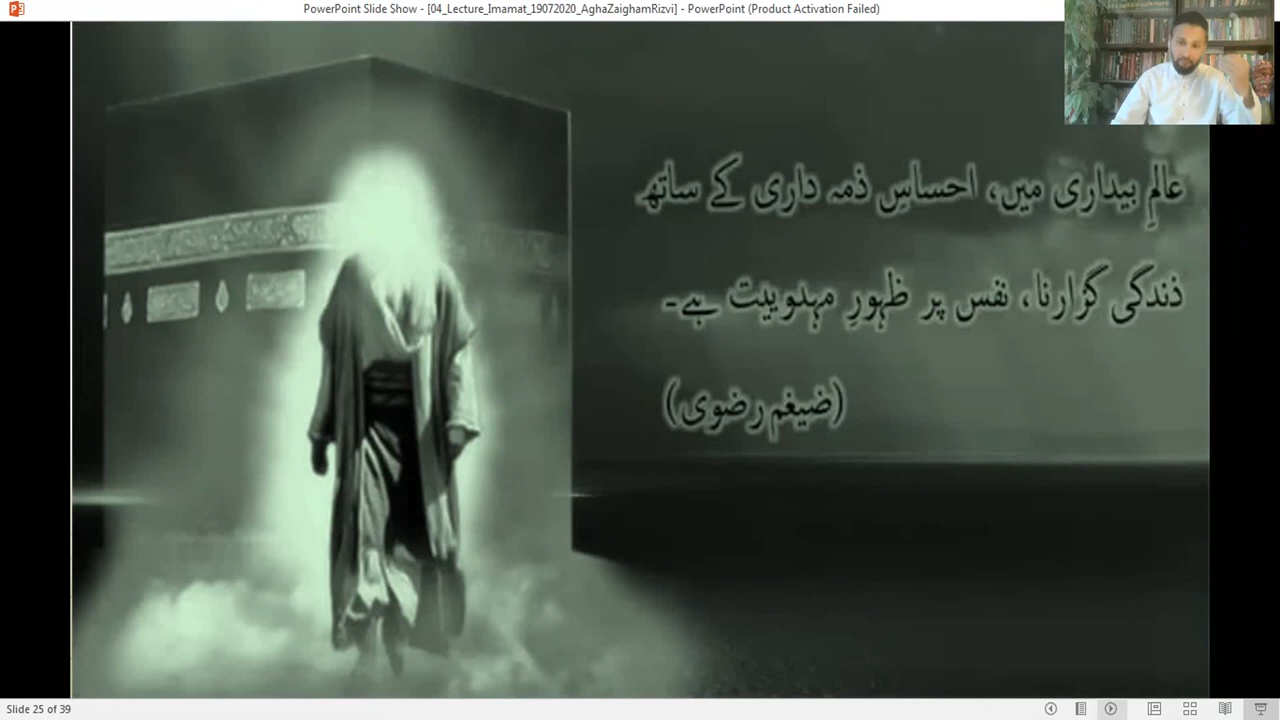 PowerPoint Slide Show - [04_Lecture_Imamat_19072020_AghaZaighamRizvi] - PowerPoint (Product Activation Failed)
عالمِ بیداری میں، احساسِ ذمہ داری کے ساتھ
ذندگی گزارنا، نفس پر ظہورِ مہدویت ہے۔
(ضیغم رضوی)
Slide 25 of 39